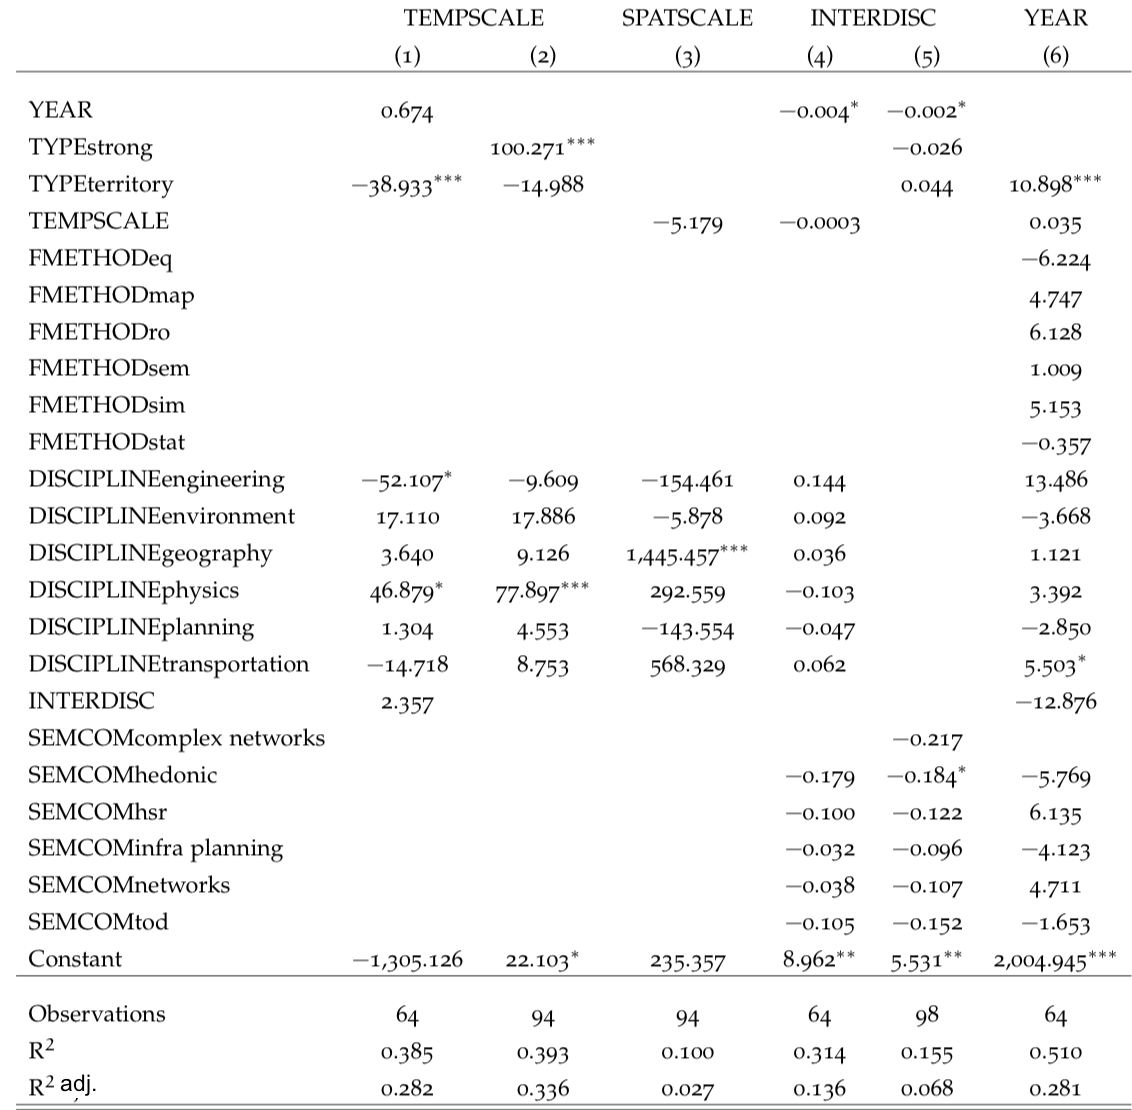 TEMPSCALE SPATSCALE INTERDISC YEAR
(1) (2) (3) (4) (5) (6)
YEAR 0.674 −0.004* −0.002*
TYPEstrong 100.271*** −0.026
TYPEterritory −38.933*** −14.988 0.044 10.898***
TEMPSCALE −5.179 −0.0003 0.035
FMETHODeq −6.224
FMETHODmap 4.747
FMETHODro 6.128
FMETHODsem 1.009
FMETHODsim 5.153
FMETHODstat −0.357
DISCIPLINEengineering −52.107* −9.609 −154.461 0.144 13.486
DISCIPLINEenvironment 17.110 17.886 −5.878 0.092 −3.668
DISCIPLINEgeography 3.640 9.126 1,445.457*** 0.036 1.121
DISCIPLINEphysics 46.879* 77.897*** 292.559 −0.103 3.392
DISCIPLINEplanning 1.304 4.553 −143.554 −0.047 −2.850
DISCIPLINEtransportation −14.718 8.753 568.329 0.062 5.503*
INTERDISC 2.357 −12.876
SEMCOMcomplex networks −0.217
SEMCOMhedonic −0.179 −0.184* −5.769
SEMCOMhsr −0.100 −0.122 6.135
SEMCOMinfra planning −0.032 −0.096 −4.123
SEMCOMnetworks −0.038 −0.107 4.711
SEMCOMtod −0.105 −0.152 −1.653
Constant −1,305.126 22.103* 235.357 8.962** 5.531** 2,004.945***
Observations 64 94 94 64 98 64
R² 0.385 0.393 0.100 0.314 0.155 0.510
R² adj. 0.282 0.336 0.027 0.136 0.068 0.281